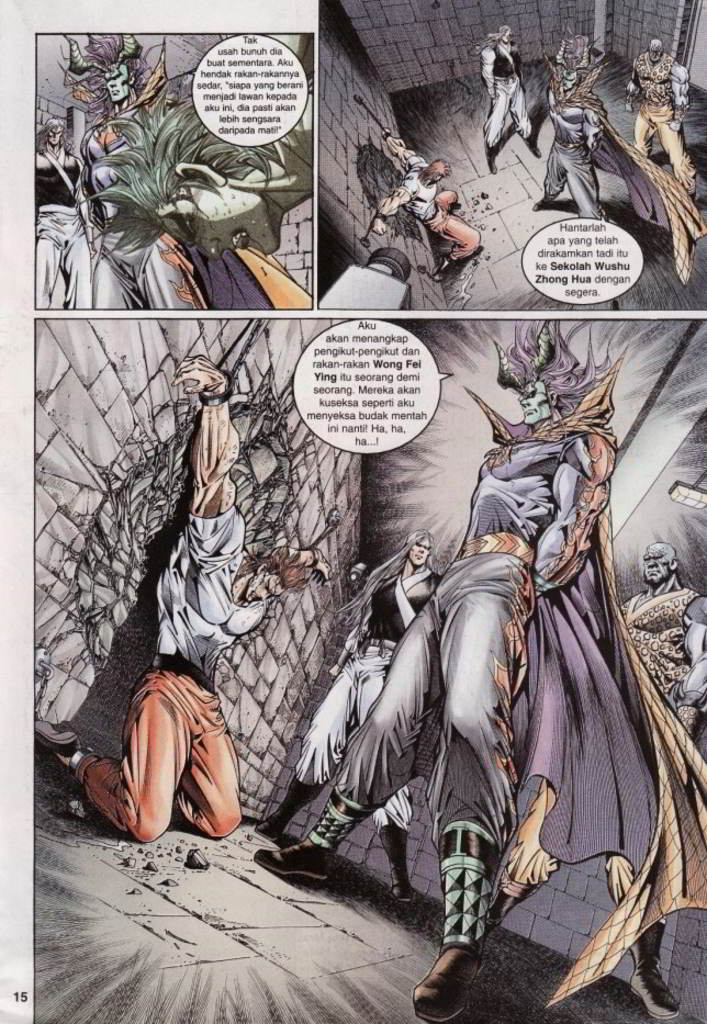 Tak
usah bunuh dia
buat sementara. Aku
hendak rakan-rakannya
sedar, "siapa yang berani
menjadi lawan kepada
aku ini, dia pasti akan
lebih sengsara
daripada mati!"
Hantarlah
apa yang telah
dirakamkan tadi itu
ke Sekolah Wushu
Zhong Hua dengan
segera.
Aku
akan menangkap
pengikut-pengikut dan
rakan-rakan Wong Fei
Ying itu seorang demi
seorang. Mereka akan
kuseksa seperti aku
menyeksa budak mentah
ini nanti! Ha, ha,
ha...!
15